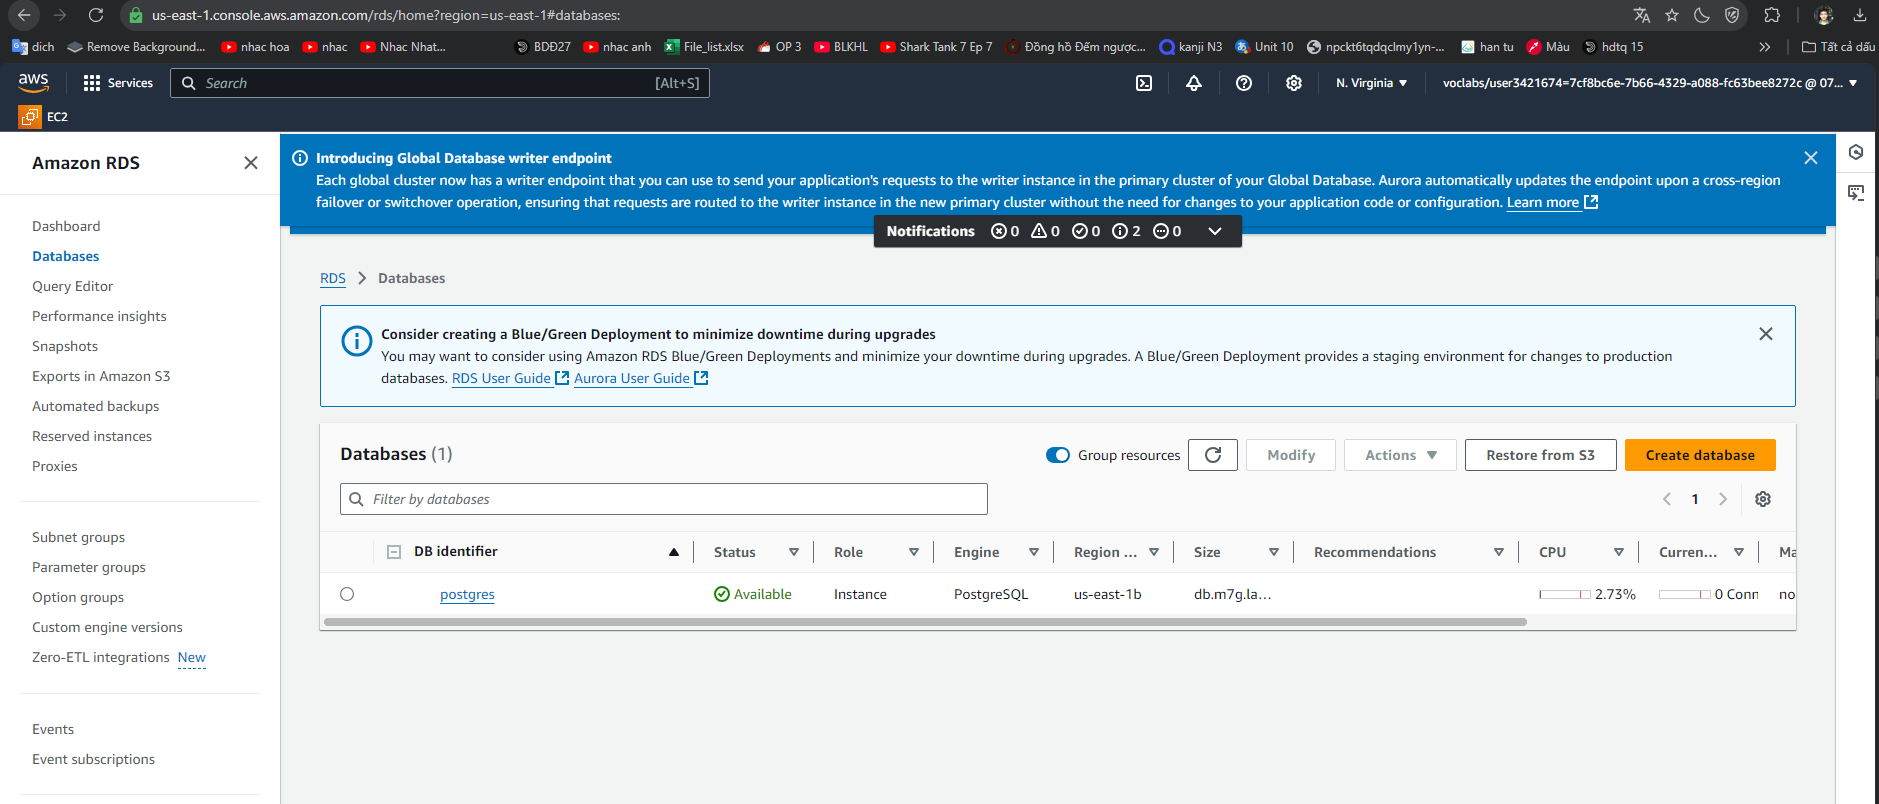 us-east-1.console.aws.amazon.com/rds/home?region=us-east-1#databases:
dich Remove Background... nhac hoa nhac Nhac Nhat... BDĐ27 nhac anh File_list.xlsx OP 3 BLKHL Shark Tank 7 Ep 7 Đồng hồ Đếm ngược... kanji N3 Unit 10 npckt6tqdqclmy1yn-... han tu Màu hdtq 15 Tất cả dấu
aws Services Search [Alt+S] N. Virginia voclabs/user3421674=7cf8bc6e-7b66-4329-a088-fc63bee8272c @ 07...
EC2
Amazon RDS
Dashboard
Databases
Query Editor
Performance insights
Snapshots
Exports in Amazon S3
Automated backups
Reserved instances
Proxies
Subnet groups
Parameter groups
Option groups
Custom engine versions
Zero-ETL integrations New
Events
Event subscriptions
Introducing Global Database writer endpoint
Each global cluster now has a writer endpoint that you can use to send your application's requests to the writer instance in the primary cluster of your Global Database. Aurora automatically updates the endpoint upon a cross-region
failover or switchover operation, ensuring that requests are routed to the writer instance in the new primary cluster without the need for changes to your application code or configuration. Learn more
Notifications 0 0 0 2 0
RDS Databases
Consider creating a Blue/Green Deployment to minimize downtime during upgrades
You may want to consider using Amazon RDS Blue/Green Deployments and minimize your downtime during upgrades. A Blue/Green Deployment provides a staging environment for changes to production
databases. RDS User Guide Aurora User Guide
Databases (1) Group resources Modify Actions Restore from S3 Create database
Filter by databases 1
DB identifier Status Role Engine Region ... Size Recommendations CPU Curren... Ma
postgres Available Instance PostgreSQL us-east-1b db.m7g.la... 2.73% 0 Conn no